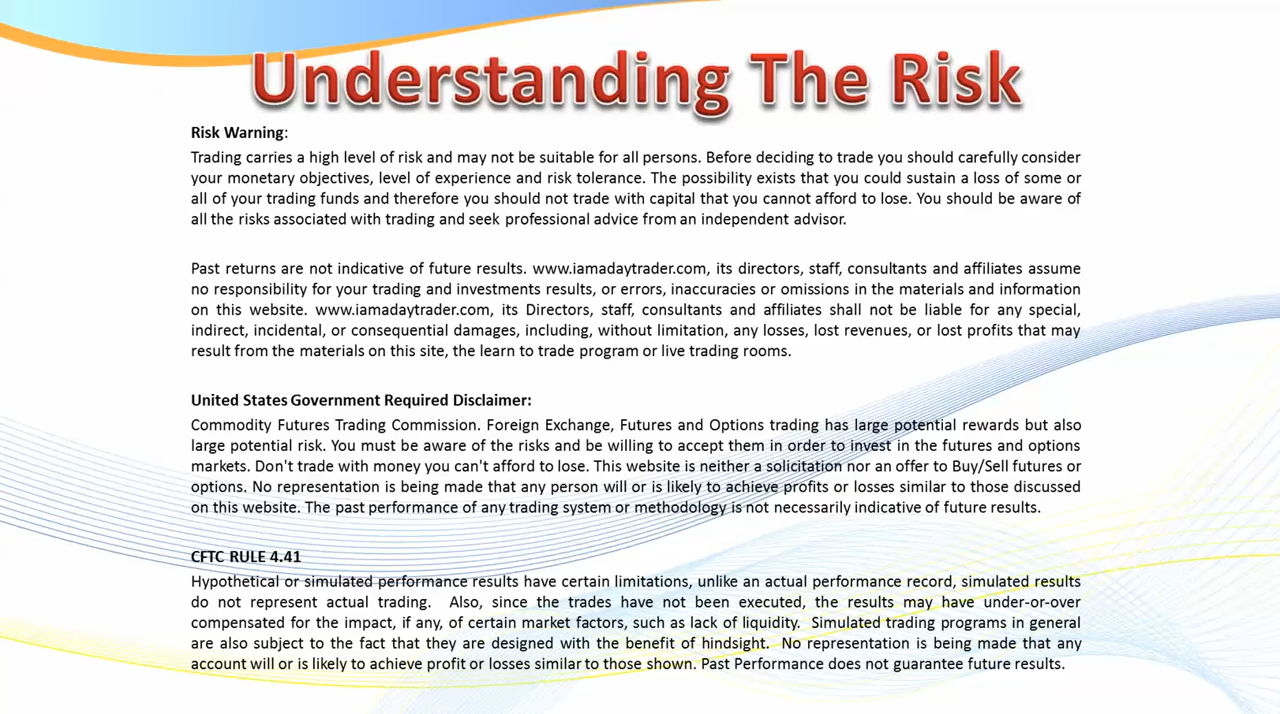 Understanding The Risk
Risk Warning:
Trading carries a high level of risk and may not be suitable for all persons. Before deciding to trade you should carefully consider
your monetary objectives, level of experience and risk tolerance. The possibility exists that you could sustain a loss of some or
all of your trading funds and therefore you should not trade with capital that you cannot afford to lose. You should be aware of
all the risks associated with trading and seek professional advice from an independent advisor.
Past returns are not indicative of future results. www.iamadaytrader.com, its directors, staff, consultants and affiliates assume
no responsibility for your trading and investments results, or errors, inaccuracies or omissions in the materials and information
on this website. www.iamadaytrader.com, its Directors, staff, consultants and affiliates shall not be liable for any special,
indirect, incidental, or consequential damages, including, without limitation, any losses, lost revenues, or lost profits that may
result from the materials on this site, the learn to trade program or live trading rooms.
United States Government Required Disclaimer:
Commodity Futures Trading Commission. Foreign Exchange, Futures and Options trading has large potential rewards but also
large potential risk. You must be aware of the risks and be willing to accept them in order to invest in the futures and options
markets. Don't trade with money you can't afford to lose. This website is neither a solicitation nor an offer to Buy/Sell futures or
options. No representation is being made that any person will or is likely to achieve profits or losses similar to those discussed
on this website. The past performance of any trading system or methodology is not necessarily indicative of future results.
CFTC RULE 4.41
Hypothetical or simulated performance results have certain limitations, unlike an actual performance record, simulated results
do not represent actual trading. Also, since the trades have not been executed, the results may have under-or-over
compensated for the impact, if any, of certain market factors, such as lack of liquidity. Simulated trading programs in general
are also subject to the fact that they are designed with the benefit of hindsight. No representation is being made that any
account will or is likely to achieve profit or losses similar to those shown. Past Performance does not guarantee future results.